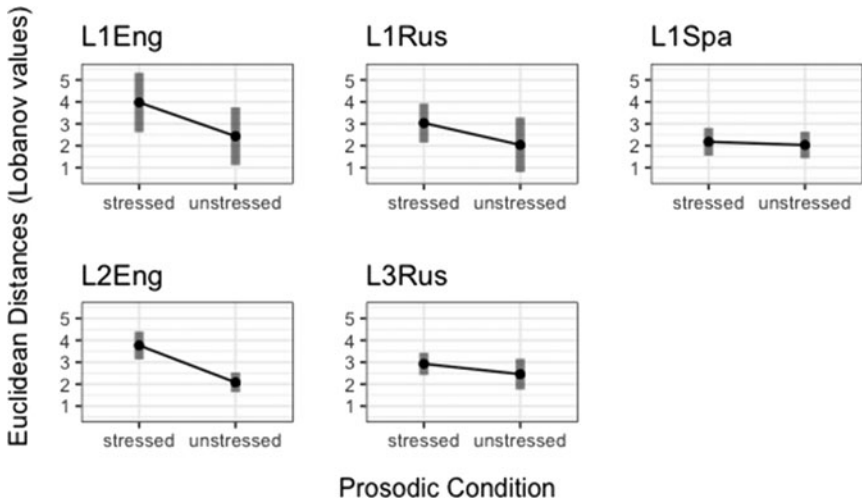 Euclidean Distances (Lobanov values)
L1Eng
5
4
3
2
1
stressed unstressed
L1Rus
5
4
3
2
1
stressed unstressed
L1Spa
5
4
3
2
1
stressed unstressed
L2Eng
5
4
3
2
1
stressed unstressed
L3Rus
5
4
3
2
1
stressed unstressed
Prosodic Condition